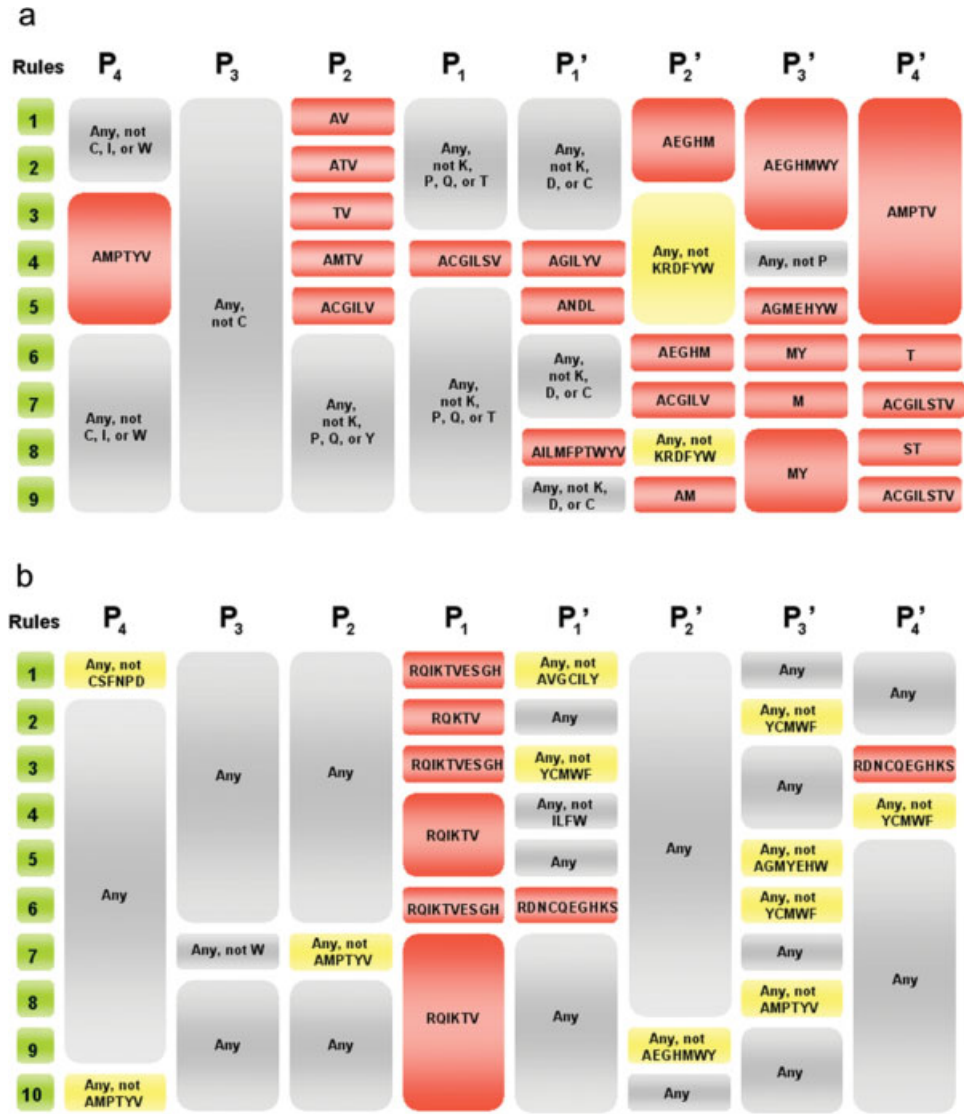 a
Rules P4 P3 P2 P1 P1' P2' P3' P4'
1
2
3
4
5
6
7
8
9
Any, not
C, I, or W
AMPTYV
Any, not
C, I, or W
Any,
not C
AV
ATV
TV
AMTV
ACGILV
Any,
not K,
P, Q, or Y
Any,
not K,
P, Q, or T
ACGILSV
Any,
not K,
P, Q, or T
Any,
not K,
D, or C
AGILYV
ANDL
Any,
not K,
D, or C
AILMFPTWYV
Any, not K,
D, or C
AEGHM
Any, not
KRDFYW
AEGHM
ACGILV
Any, not
KRDFYW
AM
AEGHMWY
Any, not P
AGMEHYW
MY
M
MY
AMPTV
T
ACGILSTV
ST
ACGILSTV
b
Rules P4 P3 P2 P1 P1' P2' P3' P4'
1
2
3
4
5
6
7
8
9
10
Any, not
CSFNPD
Any
Any, not
AMPTYV
Any
Any, not W
Any
Any
Any, not
AMPTYV
Any
RQIKTVESGH
RQKTV
RQIKTVESGH
RQIKTV
RQIKTVESGH
RQIKTV
Any, not
AVGCILY
Any
Any, not
YCMWF
Any, not
ILFW
Any
RDNCQEGHKS
Any
Any
Any, not
AEGHMWY
Any
Any
Any, not
YCMWF
Any
Any, not
AGMYEHW
Any, not
YCMWF
Any
Any, not
AMPTYV
Any
Any
RDNCQEGHKS
Any, not
YCMWF
Any